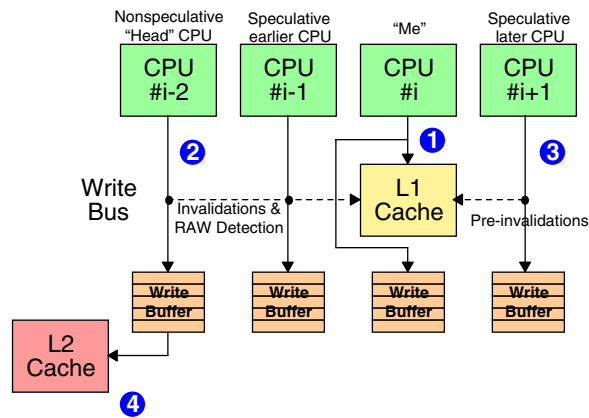 Nonspeculative
“Head” CPU
Speculative
earlier CPU
“Me”
Speculative
later CPU
CPU
#i-2
CPU
#i-1
CPU
#i
CPU
#i+1
2
1
3
Write
Bus
Invalidations &
RAW Detection
L1
Cache
Pre-invalidations
Write
Buffer
Write
Buffer
Write
Buffer
Write
Buffer
L2
Cache
4